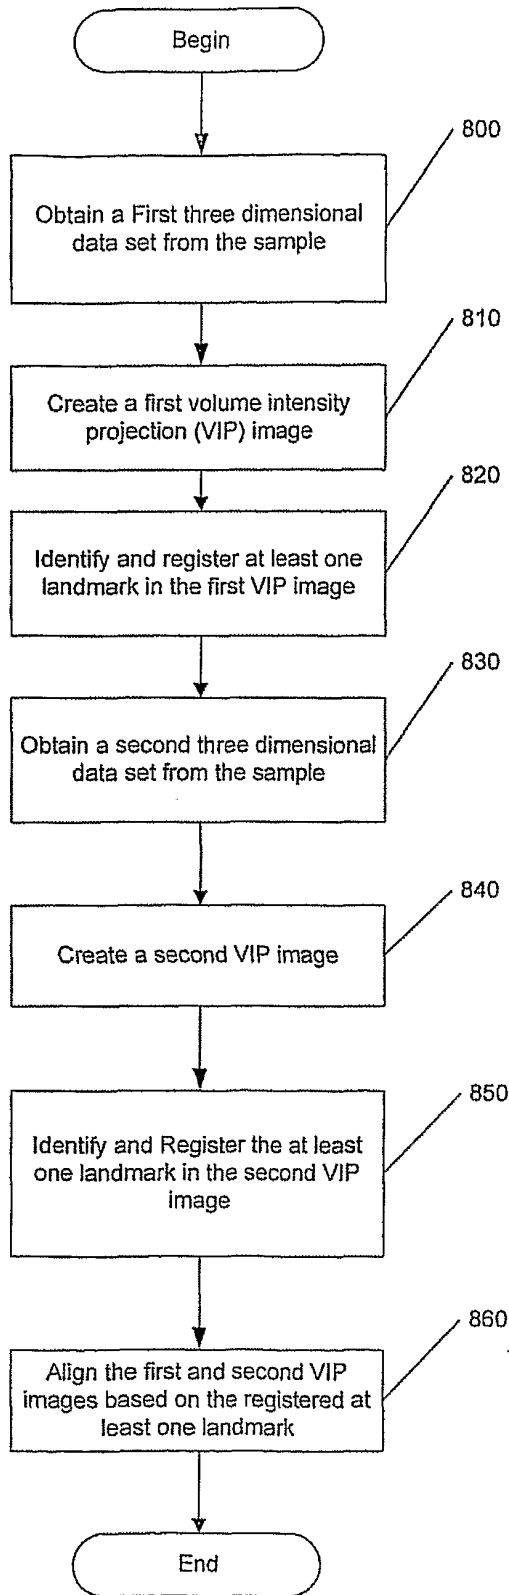 Begin
800
Obtain a First three dimensional
data set from the sample
810
Create a first volume intensity
projection (VIP) image
820
Identify and register at least one
landmark in the first VIP image
830
Obtain a second three dimensional
data set from the sample
840
Create a second VIP image
850
Identify and Register the at least
one landmark in the second VIP
image
860
Align the first and second VIP
images based on the registered at
least one landmark
End